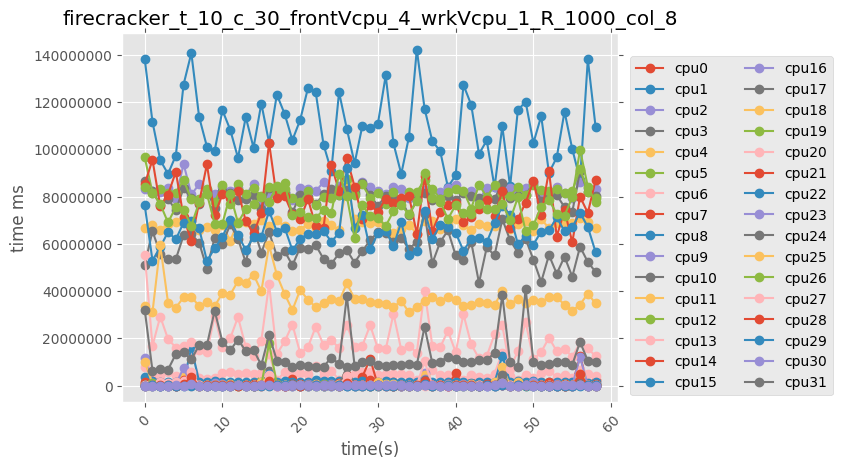 firecracker_t_10_c_30_frontVcpu_4_wrkVcpu_1_R_1000_col_8
140000000
120000000
100000000
80000000
60000000
40000000
20000000
0
time ms
0
10
20
30
40
50
60
time(s)
cpu0
cpu1
cpu2
cpu3
cpu4
cpu5
cpu6
cpu7
cpu8
cpu9
cpu10
cpu11
cpu12
cpu13
cpu14
cpu15
cpu16
cpu17
cpu18
cpu19
cpu20
cpu21
cpu22
cpu23
cpu24
cpu25
cpu26
cpu27
cpu28
cpu29
cpu30
cpu31